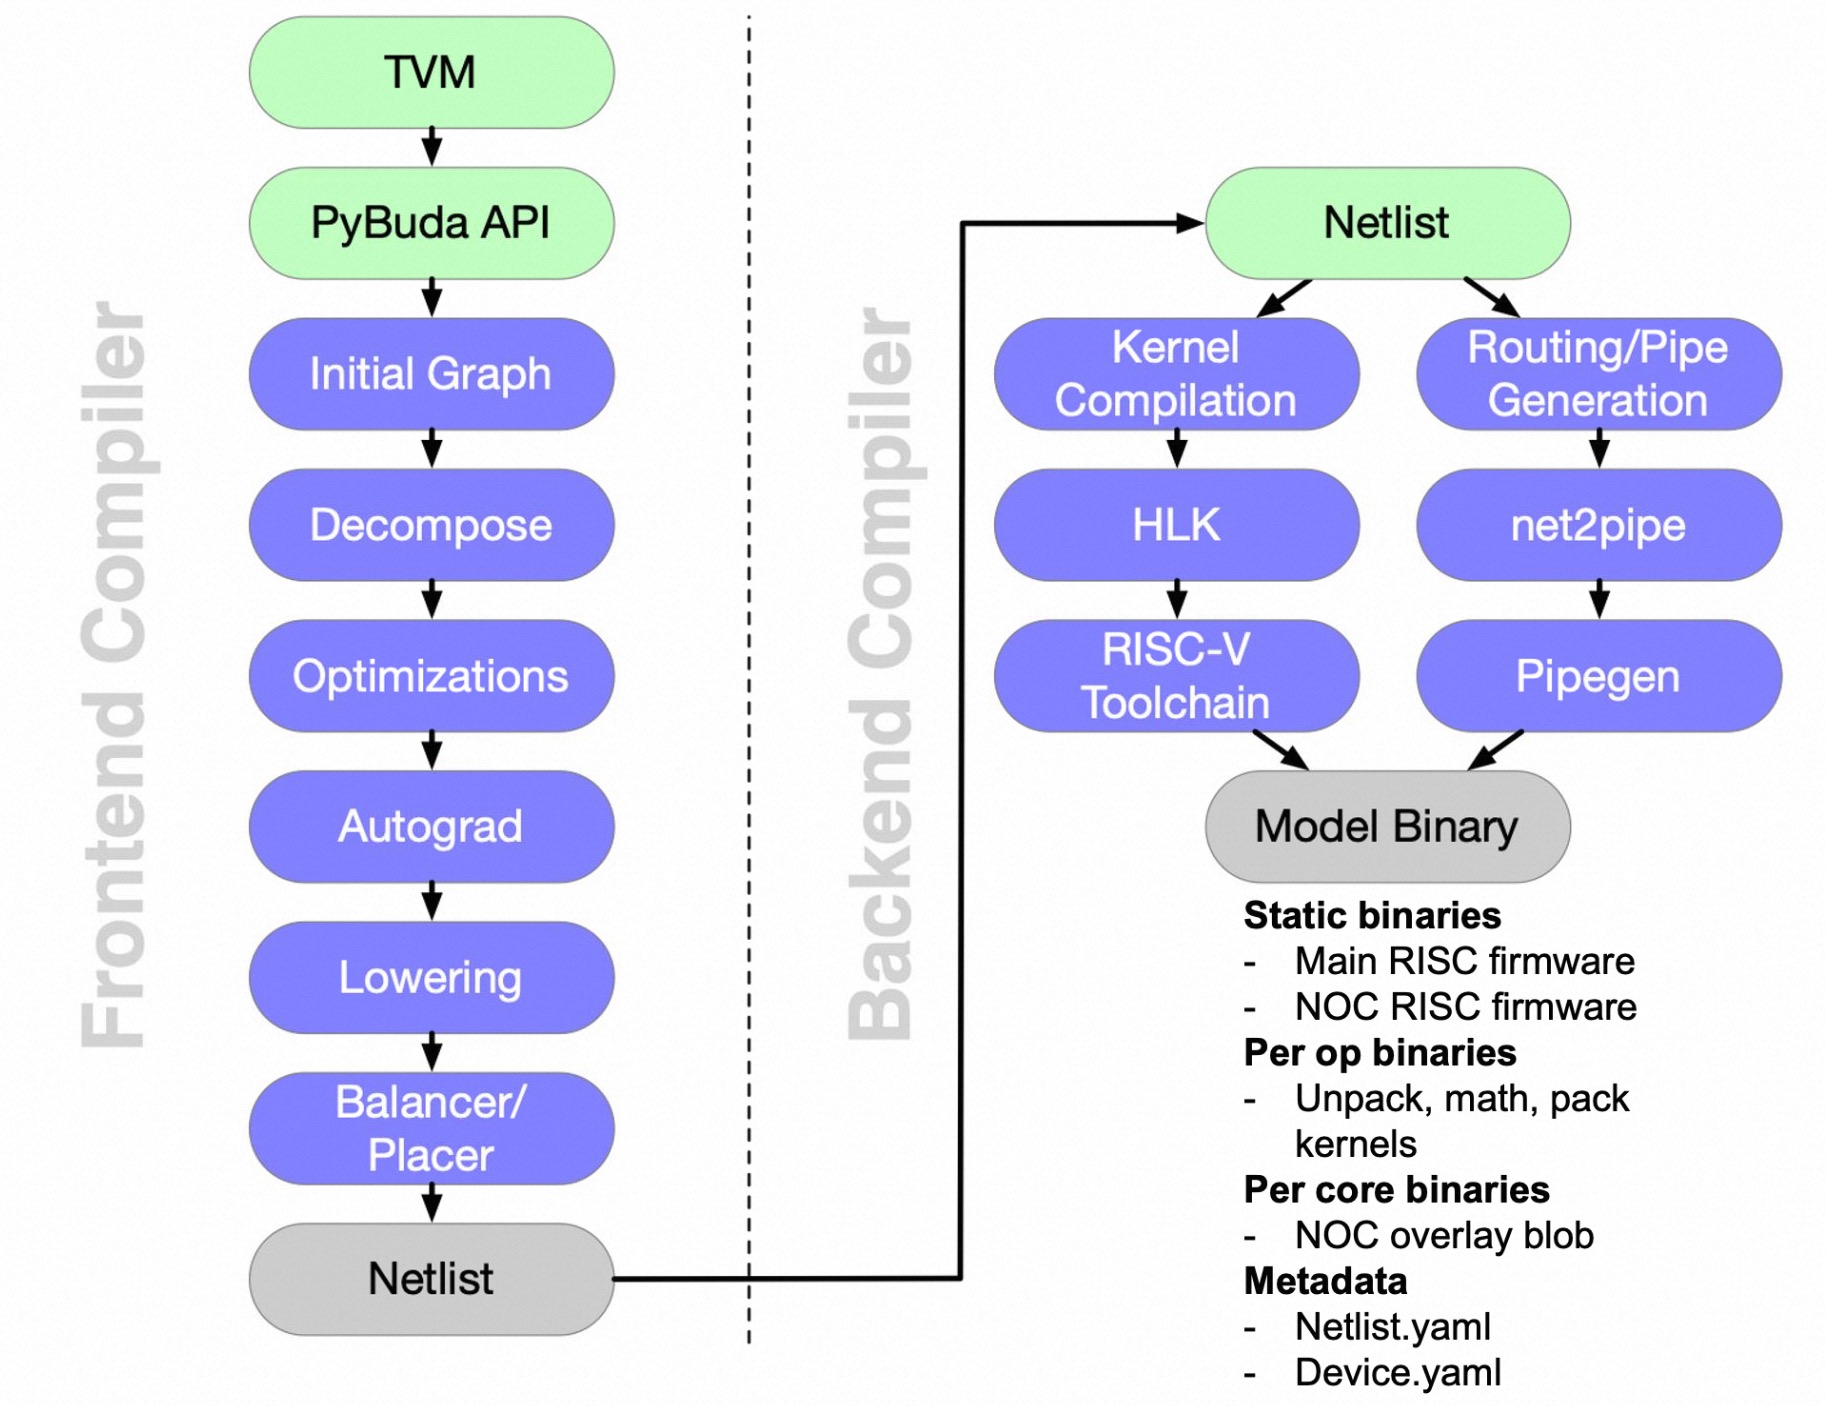 Frontend Compiler
TVM
PyBuda API
Initial Graph
Decompose
Optimizations
Autograd
Lowering
Balancer/
Placer
Netlist
Backend Compiler
Netlist
Kernel
Compilation
HLK
RISC-V
Toolchain
Routing/Pipe
Generation
net2pipe
Pipegen
Model Binary
Static binaries
- Main RISC firmware
- NOC RISC firmware
Per op binaries
- Unpack, math, pack
kernels
Per core binaries
- NOC overlay blob
Metadata
- Netlist.yaml
- Device.yaml